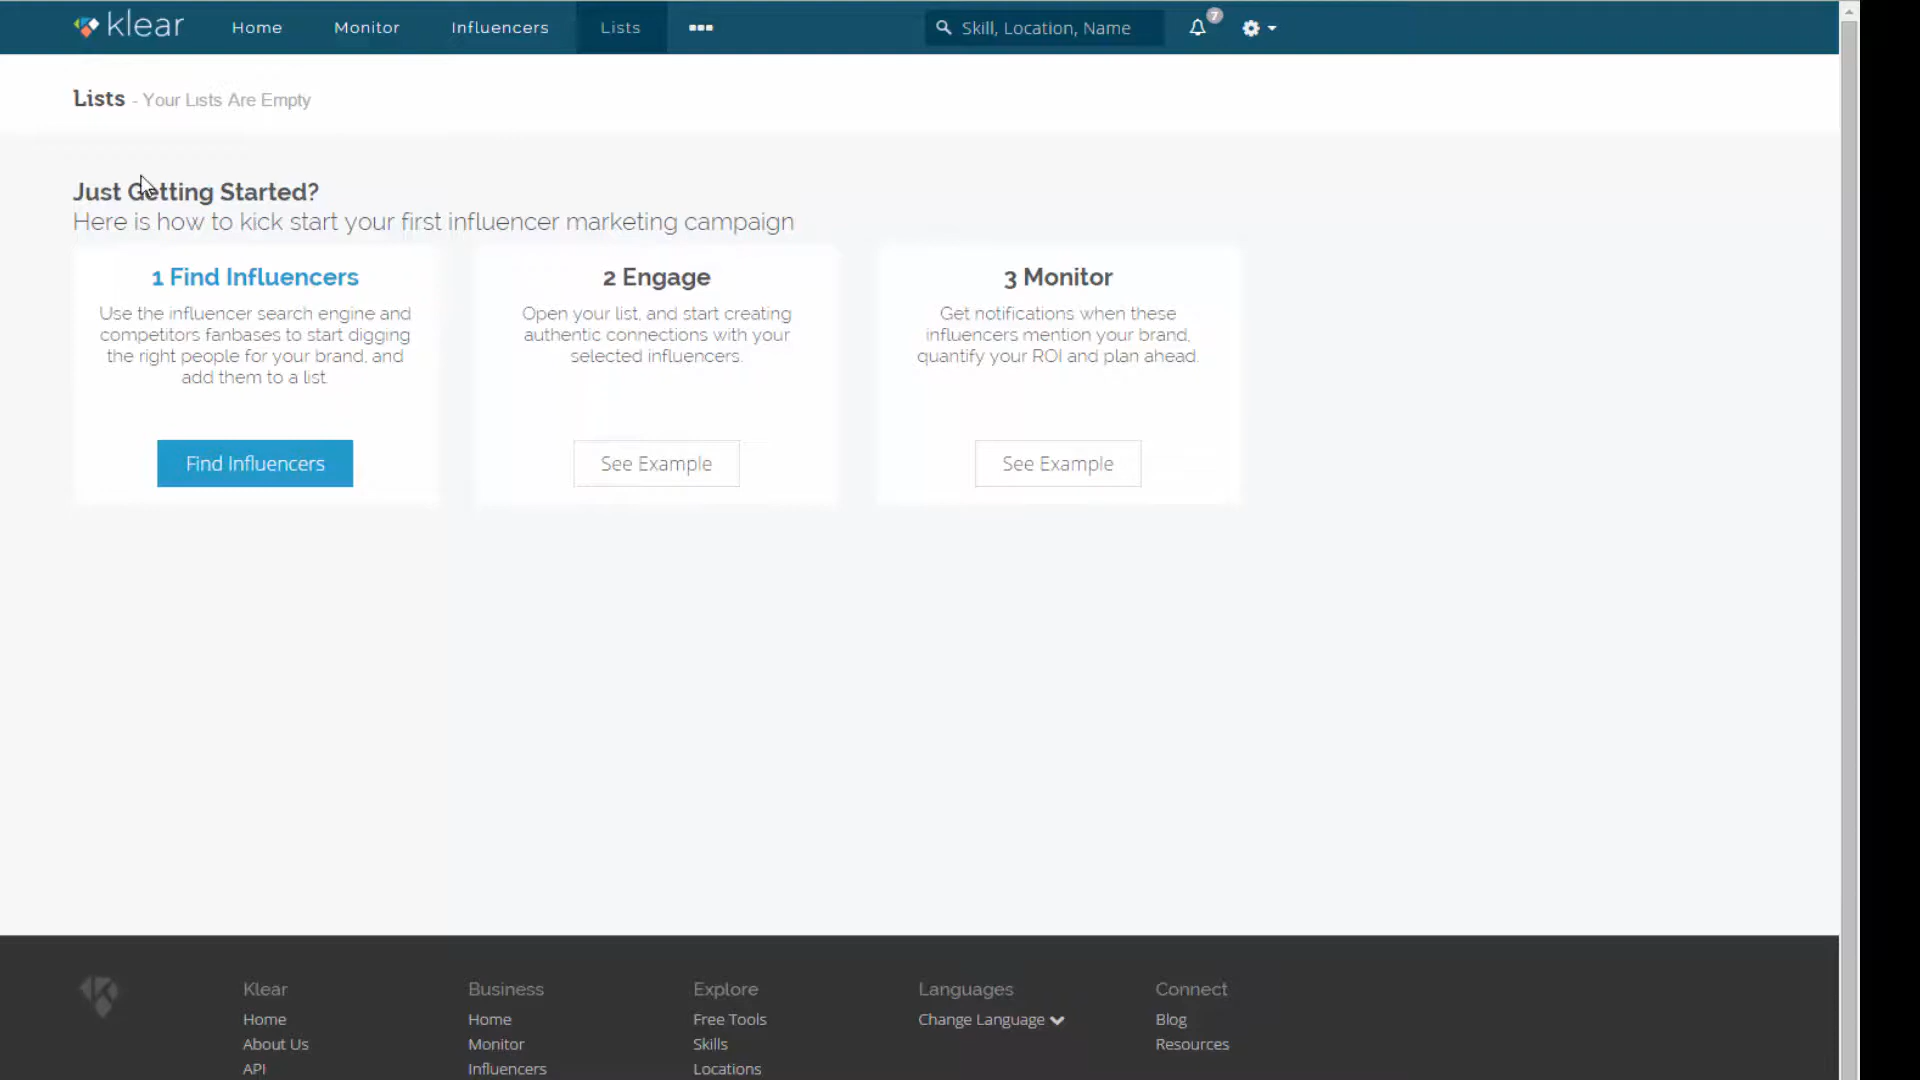 klear Home Monitor Influencers Lists Skill, Location, Name 7
Lists - Your Lists Are Empty
Just Getting Started?
Here is how to kick start your first influencer marketing campaign
1 Find Influencers
Use the influencer search engine and
competitors fanbases to start digging
the right people for your brand, and
add them to a list.
Find Influencers
2 Engage
Open your list, and start creating
authentic connections with your
selected influencers.
See Example
3 Monitor
Get notifications when these
influencers mention your brand,
quantify your ROI and plan ahead.
See Example
Klear
Home
About Us
API
Business
Home
Monitor
Influencers
Explore
Free Tools
Skills
Locations
Languages
Change Language
Connect
Blog
Resources